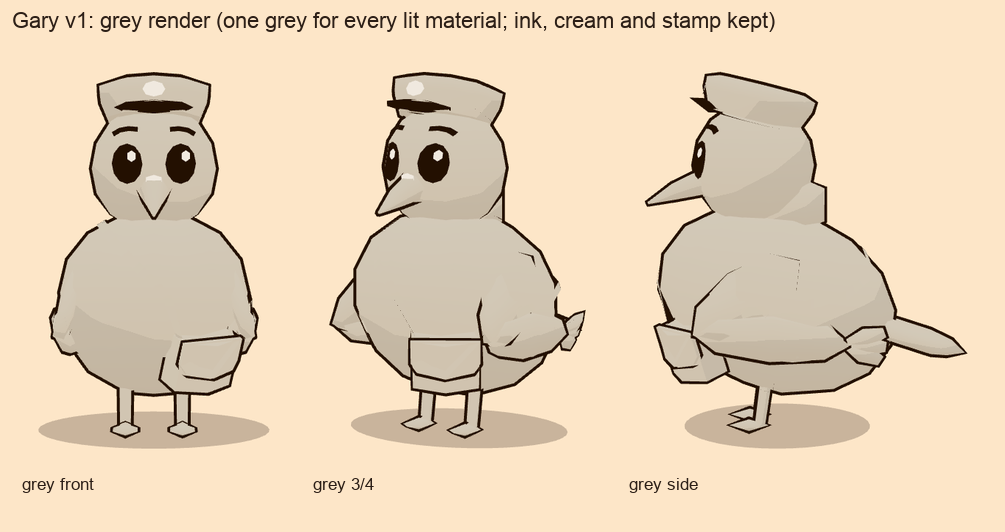 Gary v1: grey render (one grey for every lit material; ink, cream and stamp kept)
grey front
grey 3/4
grey side